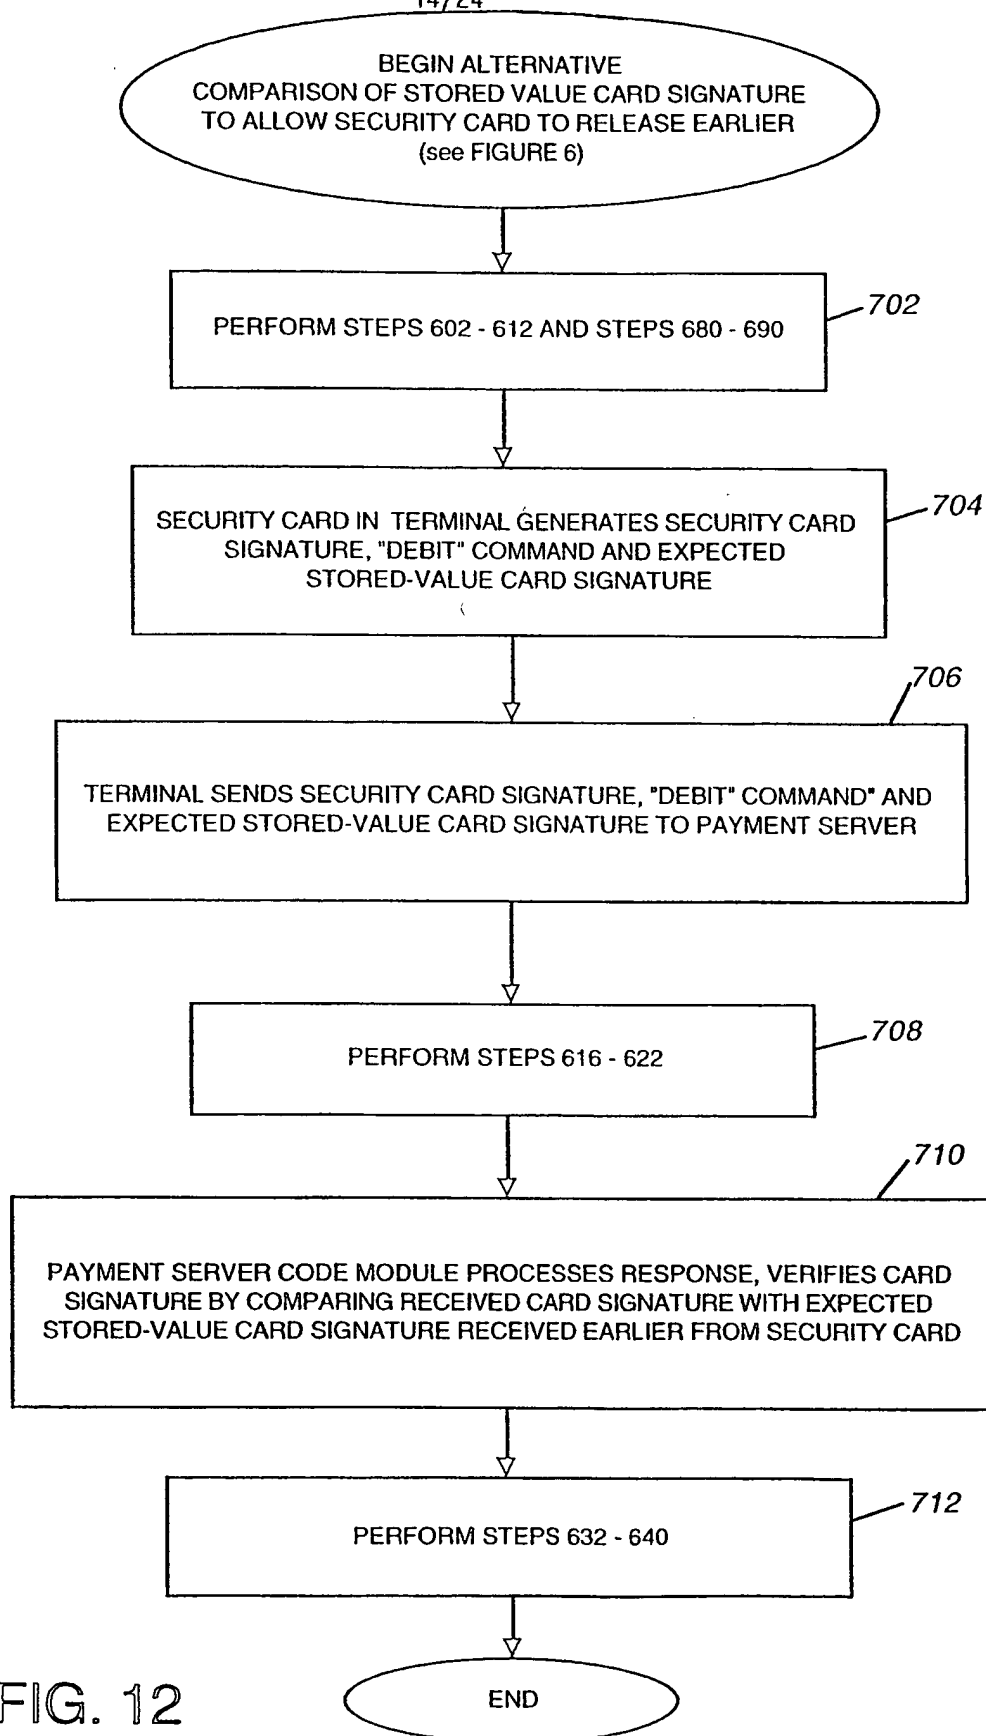 14/24
BEGIN ALTERNATIVE
COMPARISON OF STORED VALUE CARD SIGNATURE
TO ALLOW SECURITY CARD TO RELEASE EARLIER
(see FIGURE 6)
702
PERFORM STEPS 602 - 612 AND STEPS 680 - 690
704
SECURITY CARD IN TERMINAL GENERATES SECURITY CARD
SIGNATURE, "DEBIT" COMMAND AND EXPECTED
STORED-VALUE CARD SIGNATURE
706
TERMINAL SENDS SECURITY CARD SIGNATURE, "DEBIT" COMMAND" AND
EXPECTED STORED-VALUE CARD SIGNATURE TO PAYMENT SERVER
708
PERFORM STEPS 616 - 622
710
PAYMENT SERVER CODE MODULE PROCESSES RESPONSE, VERIFIES CARD
SIGNATURE BY COMPARING RECEIVED CARD SIGNATURE WITH EXPECTED
STORED-VALUE CARD SIGNATURE RECEIVED EARLIER FROM SECURITY CARD
712
PERFORM STEPS 632 - 640
END
FIG. 12